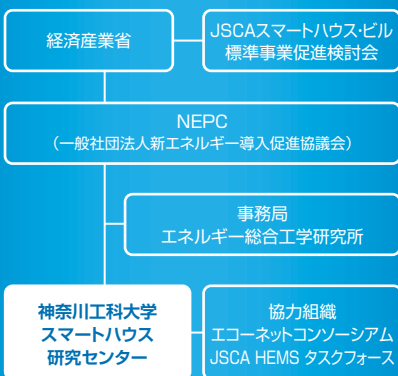 経済産業省
JSCAスマートハウス・ビル
標準事業促進検討会
NEPC
（一般社団法人新エネルギー導入促進協議会）
事務局
エネルギー総合工学研究所
神奈川工科大学
スマートハウス
研究センター
協力組織
エコーネットコンソーシアム
JSCA HEMS タスクフォース